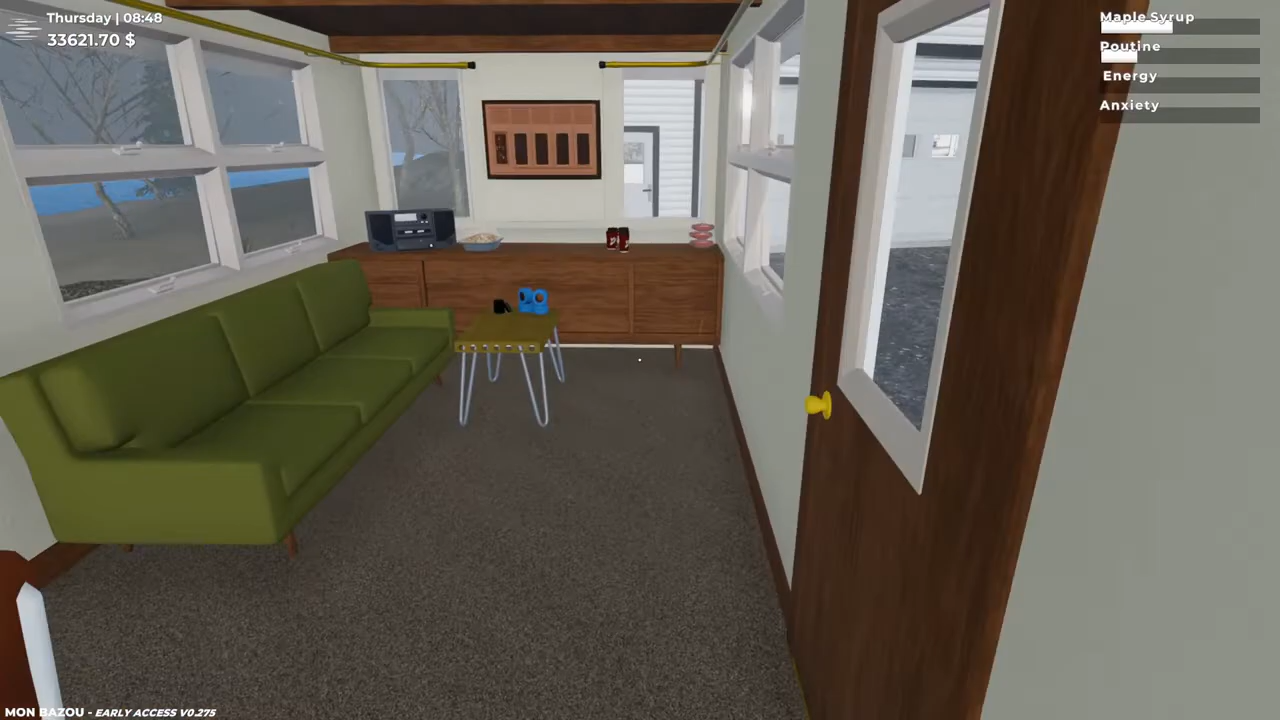 Thursday | 08:48
33621.70 $
Maple Syrup
Poutine
Energy
Anxiety
MON BAZOU - EARLY ACCESS V0.275